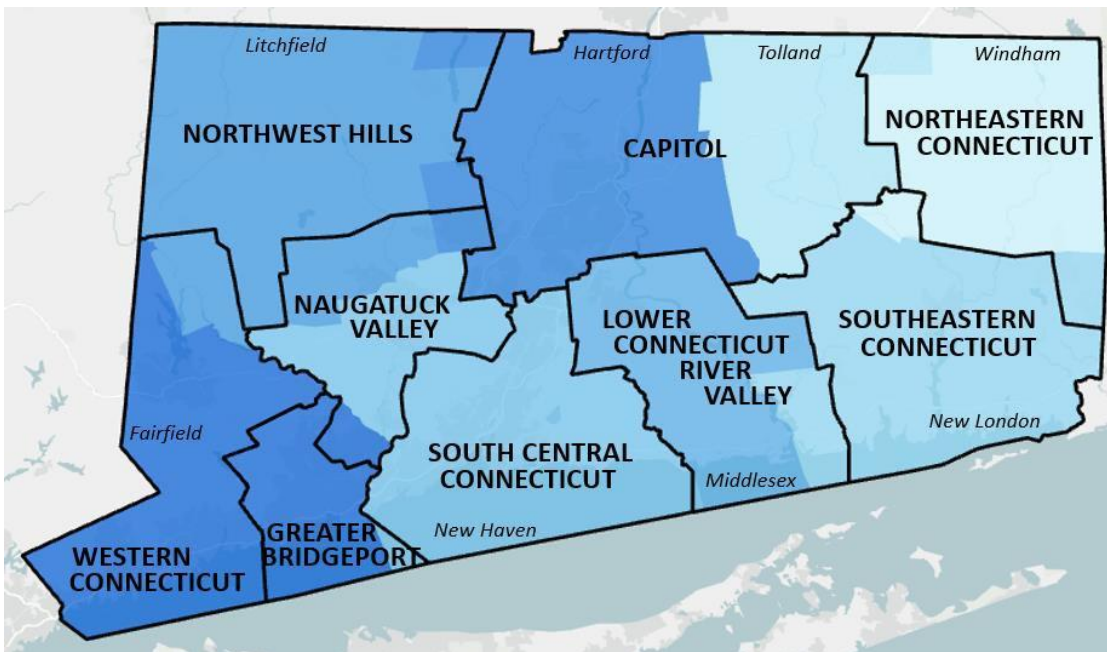 Litchfield
Hartford
Tolland
Windham
NORTHWEST HILLS
CAPITOL
NORTHEASTERN
CONNECTICUT
NAUGATUCK
VALLEY
LOWER
CONNECTICUT
RIVER
VALLEY
SOUTHEASTERN
CONNECTICUT
Fairfield
New London
SOUTH CENTRAL
CONNECTICUT
Middlesex
New Haven
GREATER
BRIDGEPORT
WESTERN
CONNECTICUT